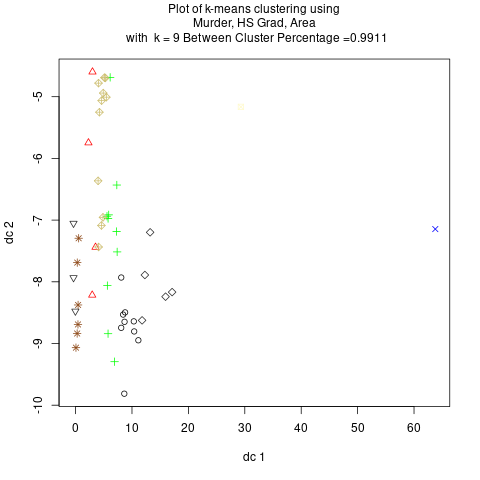 Plot of k-means clustering using
Murder, HS Grad, Area
with k = 9 Between Cluster Percentage =0.9911
-5
-6
-7
-8
-9
-10
dc 2
0 10 20 30 40 50 60
dc 1